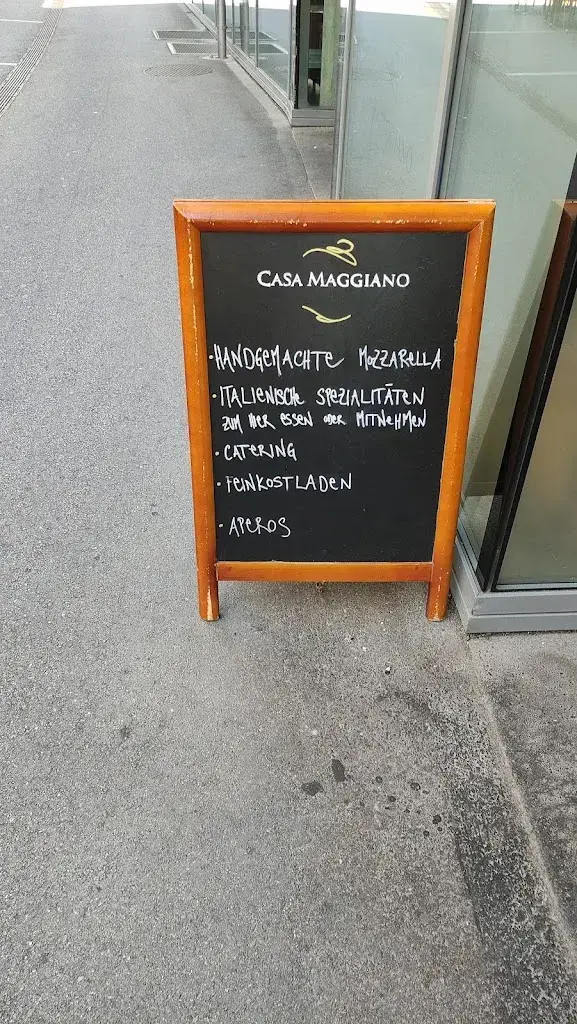 CASA MAGGIANO
• HANDGEMACHTE MOZZARELLA
• ITALIENISCHE SPEZIALITÄTEN
ZUM HIER ESSEN ODER MITNEHMEN
• CATERING
• FEINKOSTLADEN
• APEROS